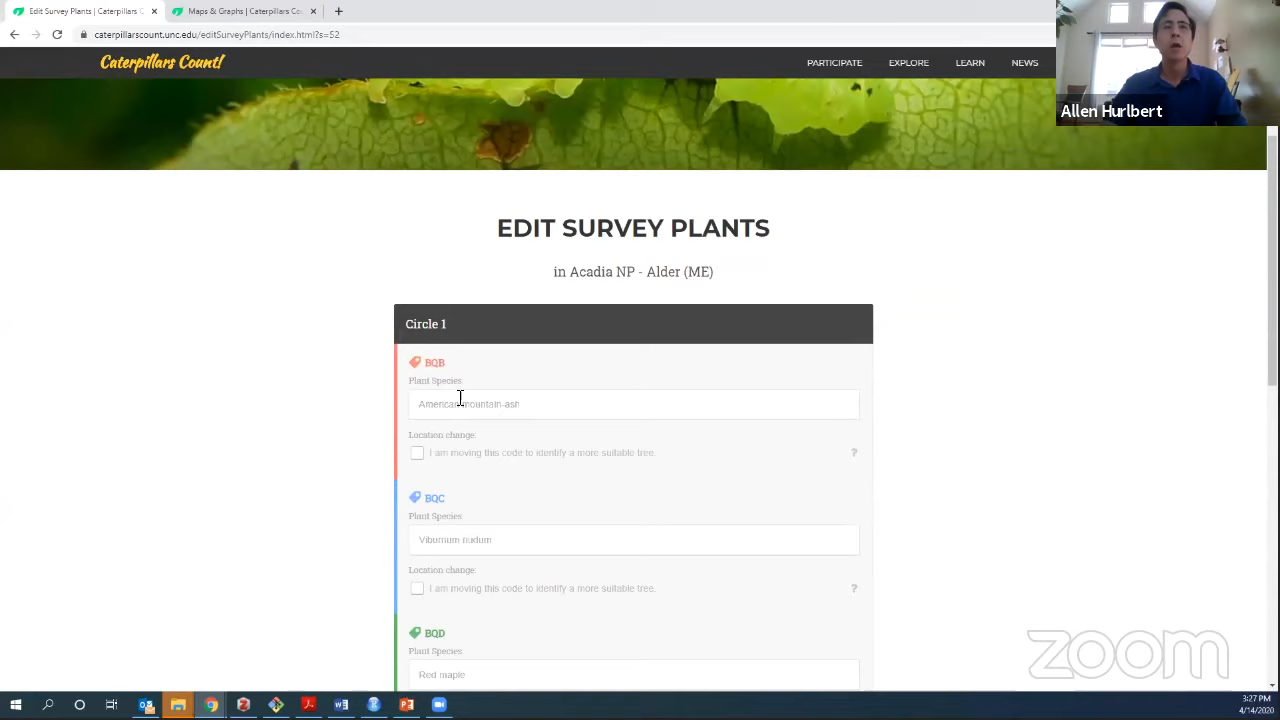 Edit Survey Plants | Caterpillars C
Maps & Graphs | Caterpillars Coun
caterpillarscount.unc.edu/editSurveyPlants/index.html?s=52
Caterpillars Count!
PARTICIPATE
EXPLORE
LEARN
NEWS
Allen Hurlbert
EDIT SURVEY PLANTS
in Acadia NP - Alder (ME)
Circle 1
BQB
Plant Species:
American mountain-ash
Location change:
I am moving this code to identify a more suitable tree.
?
BQC
Plant Species:
Viburnum nudum
Location change:
I am moving this code to identify a more suitable tree.
?
BQD
Plant Species:
Red maple
zoom
3:27 PM
4/14/2020